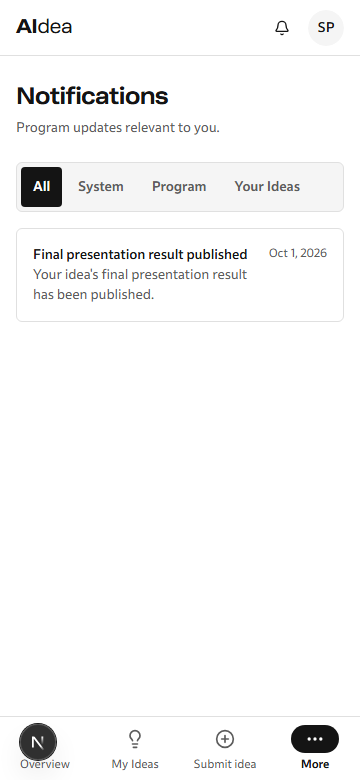 AIdea
SP
Notifications
Program updates relevant to you.
All System Program Your Ideas
Final presentation result published Oct 1, 2026
Your idea's final presentation result
has been published.
N
Overview My Ideas Submit idea More